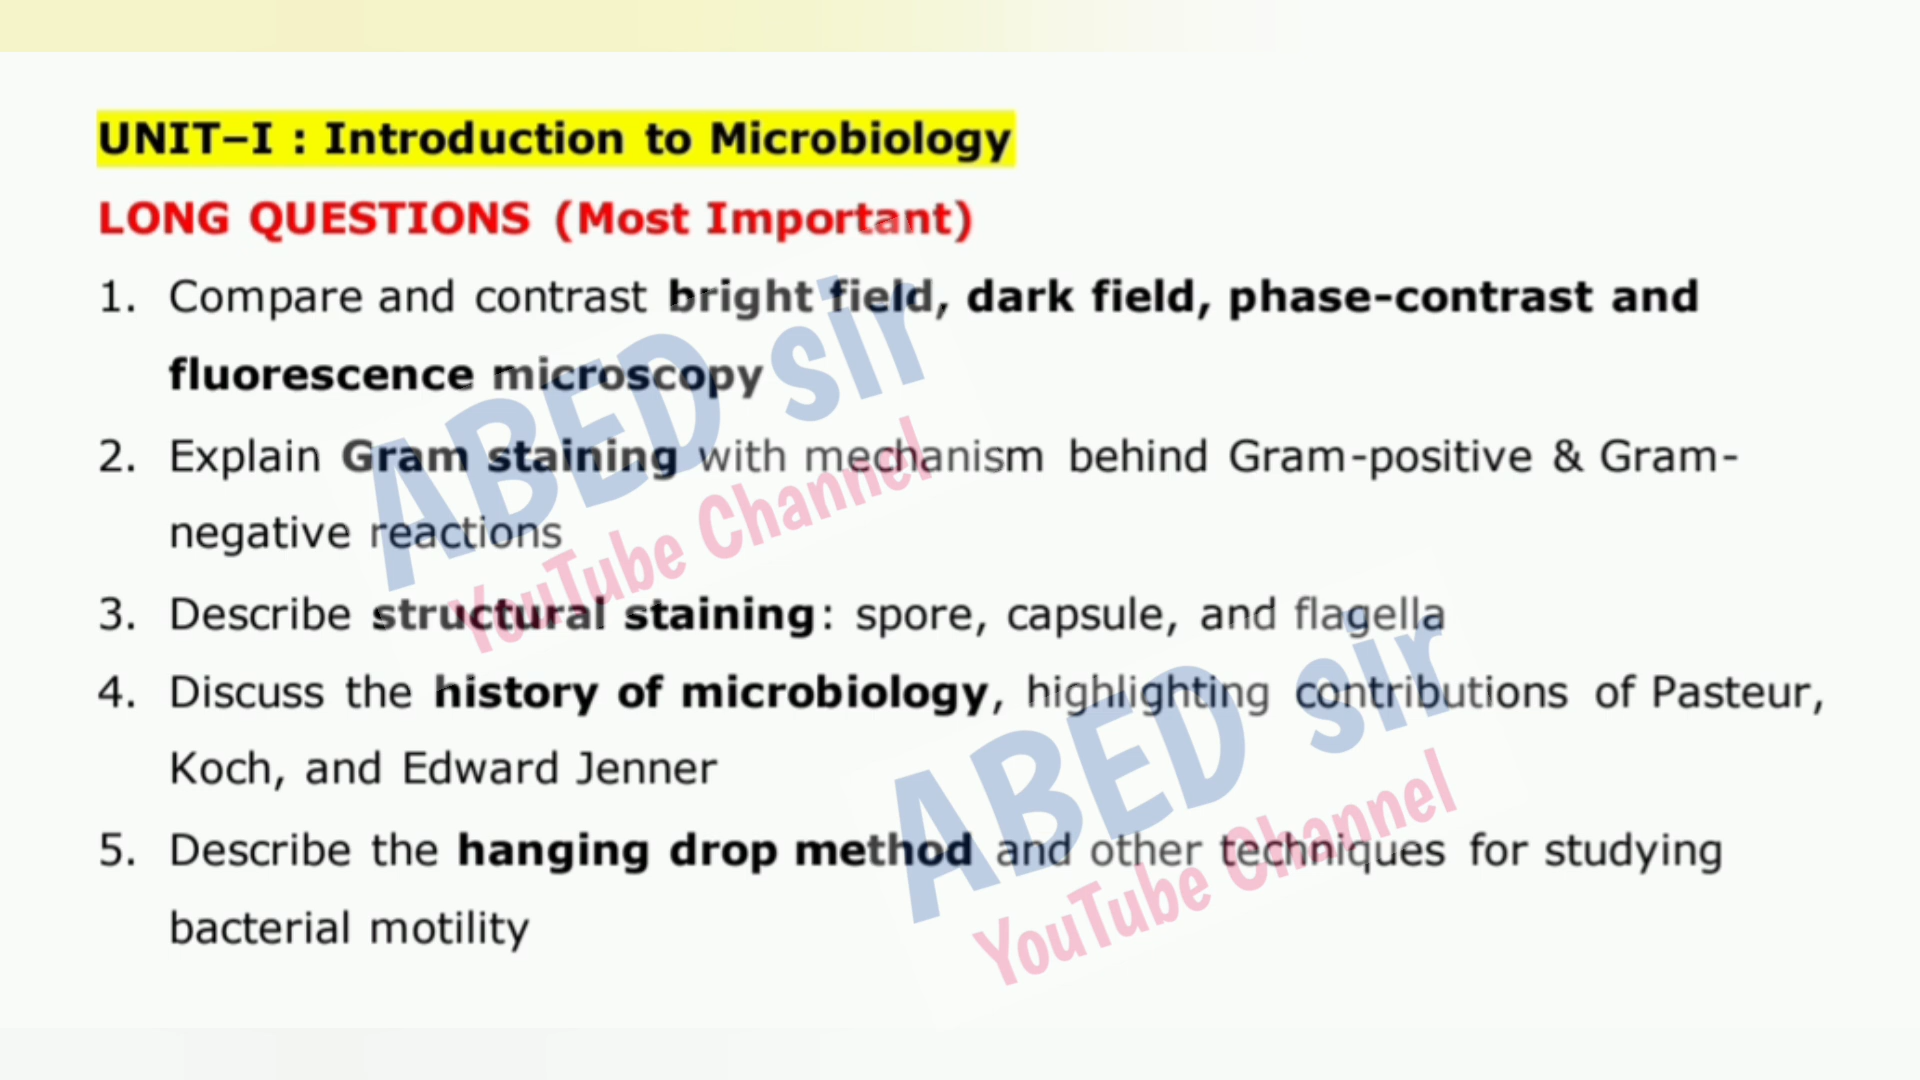 UNIT–I : Introduction to Microbiology
LONG QUESTIONS (Most Important)
1. Compare and contrast bright field, dark field, phase-contrast and
fluorescence microscopy
2. Explain Gram staining with mechanism behind Gram-positive & Gram-
negative reactions
3. Describe structural staining: spore, capsule, and flagella
4. Discuss the history of microbiology, highlighting contributions of Pasteur,
Koch, and Edward Jenner
5. Describe the hanging drop method and other techniques for studying
bacterial motility
ABED sir
YouTube Channel
ABED sir
YouTube Channel